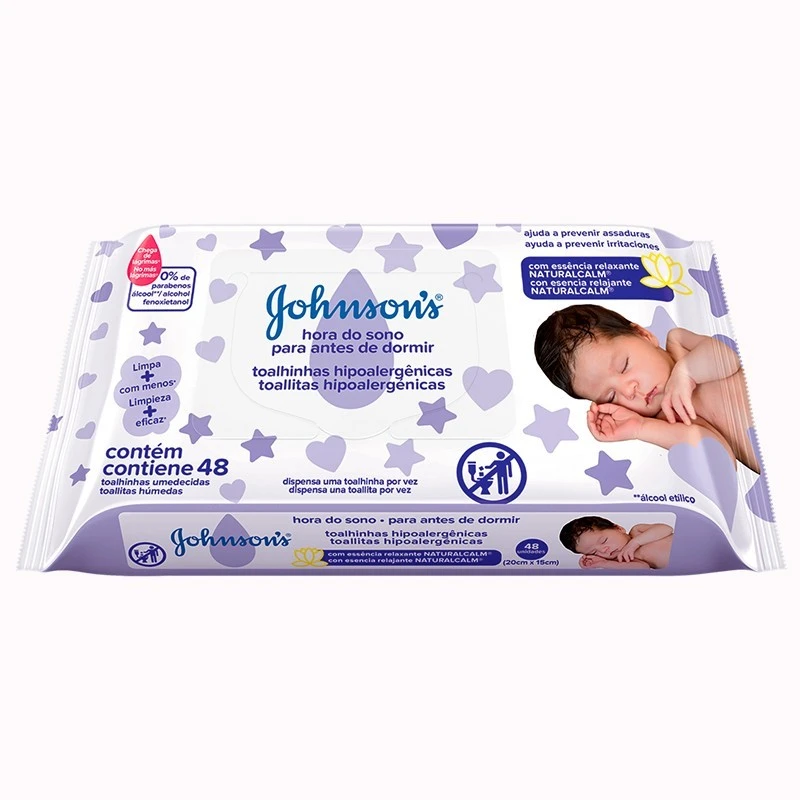 ajuda a prevenir assaduras
ayuda a prevenir irritaciones
com essência relaxante
NATURALCALM®
con esencia relajante
NATURALCALM®
Chega
de
lágrimas*
No más
lágrimas*
0% de
parabenos
álcool**/ alcohol
fenoxietanol
Johnson's®
hora do sono
para antes de dormir
toalhinhas hipoalergênicas
toallitas hipoalergénicas
Limpa
+
com menos*
Limpieza
+
eficaz*
contém
contiene 48
toalhinhas umedecidas
toallitas húmedas
dispensa uma toalhinha por vez
dispensa una toallita por vez
**álcool etílico
Johnson's®
hora do sono • para antes de dormir
toalhinhas hipoalergênicas
toallitas hipoalergénicas
com essência relaxante NATURALCALM®
con esencia relajante NATURALCALM®
48
unidades
(20cm x 15cm)